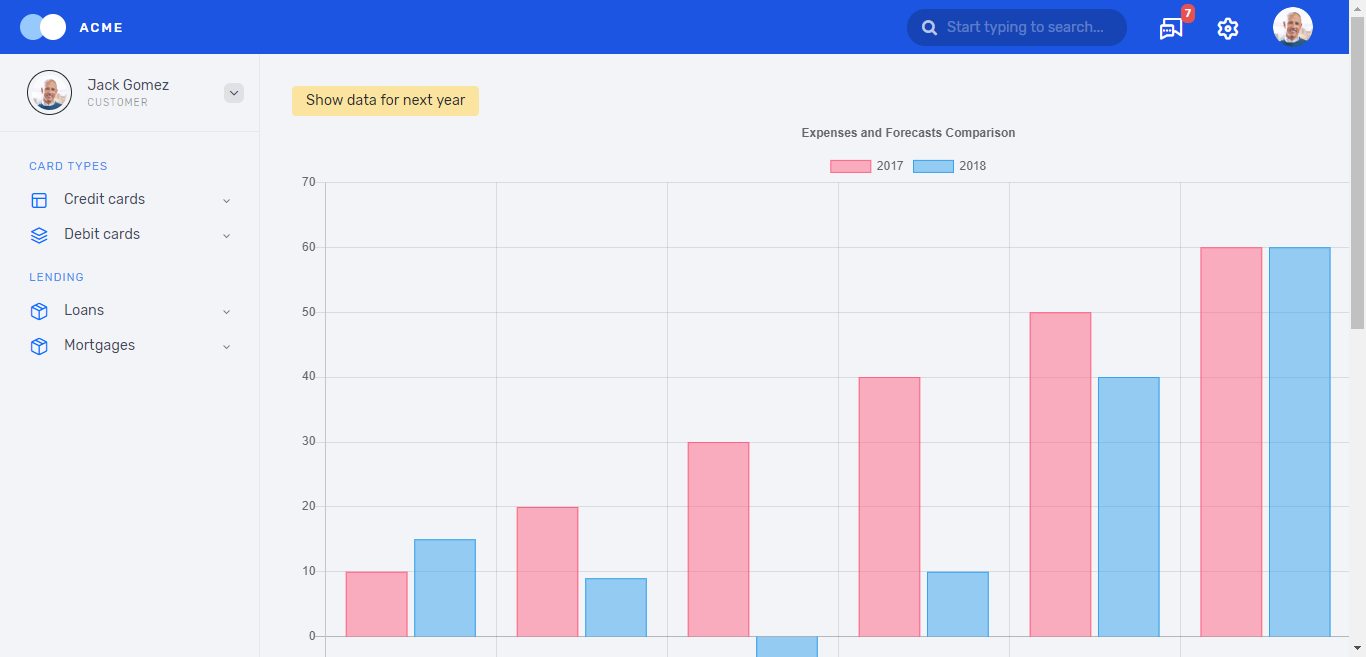 ACME
Start typing to search...
7
Jack Gomez
CUSTOMER
CARD TYPES
Credit cards
Debit cards
LENDING
Loans
Mortgages
Show data for next year
Expenses and Forecasts Comparison
2017 2018
70
60
50
40
30
20
10
0